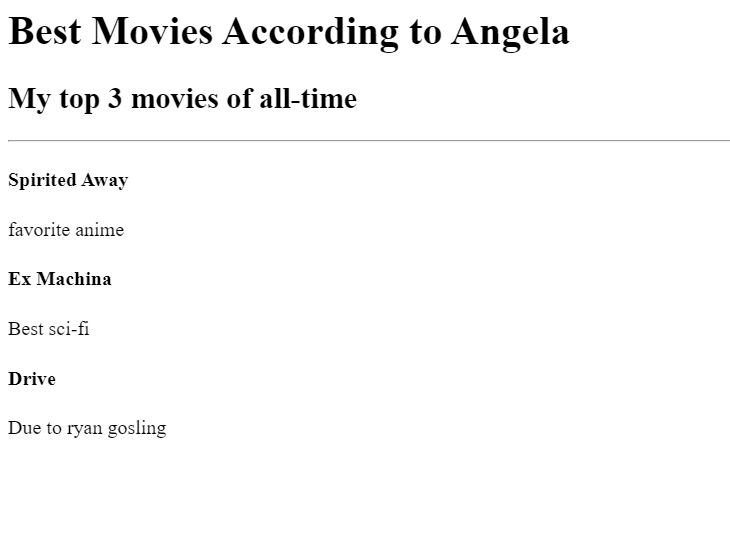 Best Movies According to Angela
My top 3 movies of all-time
Spirited Away
favorite anime
Ex Machina
Best sci-fi
Drive
Due to ryan gosling